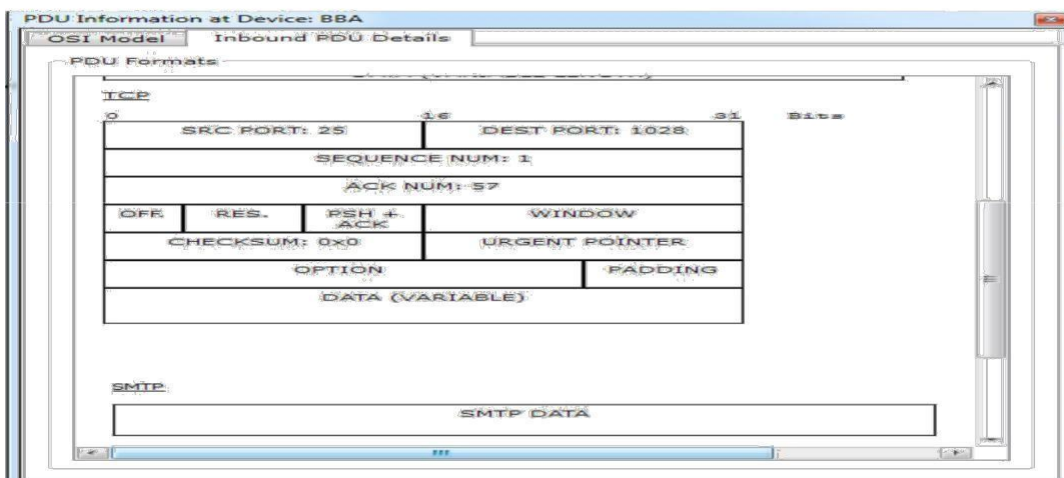 PDU Information at Device: BBA
OSI Model Inbound PDU Details
PDU Formats
TCP
0 16 31 Bits
SRC PORT: 25 DEST PORT: 1028
SEQUENCE NUM: 1
ACK NUM: 57
OFF. RES. PSH + ACK WINDOW
CHECKSUM: 0x0 URGENT POINTER
OPTION PADDING
DATA (VARIABLE)
SMTP
SMTP DATA